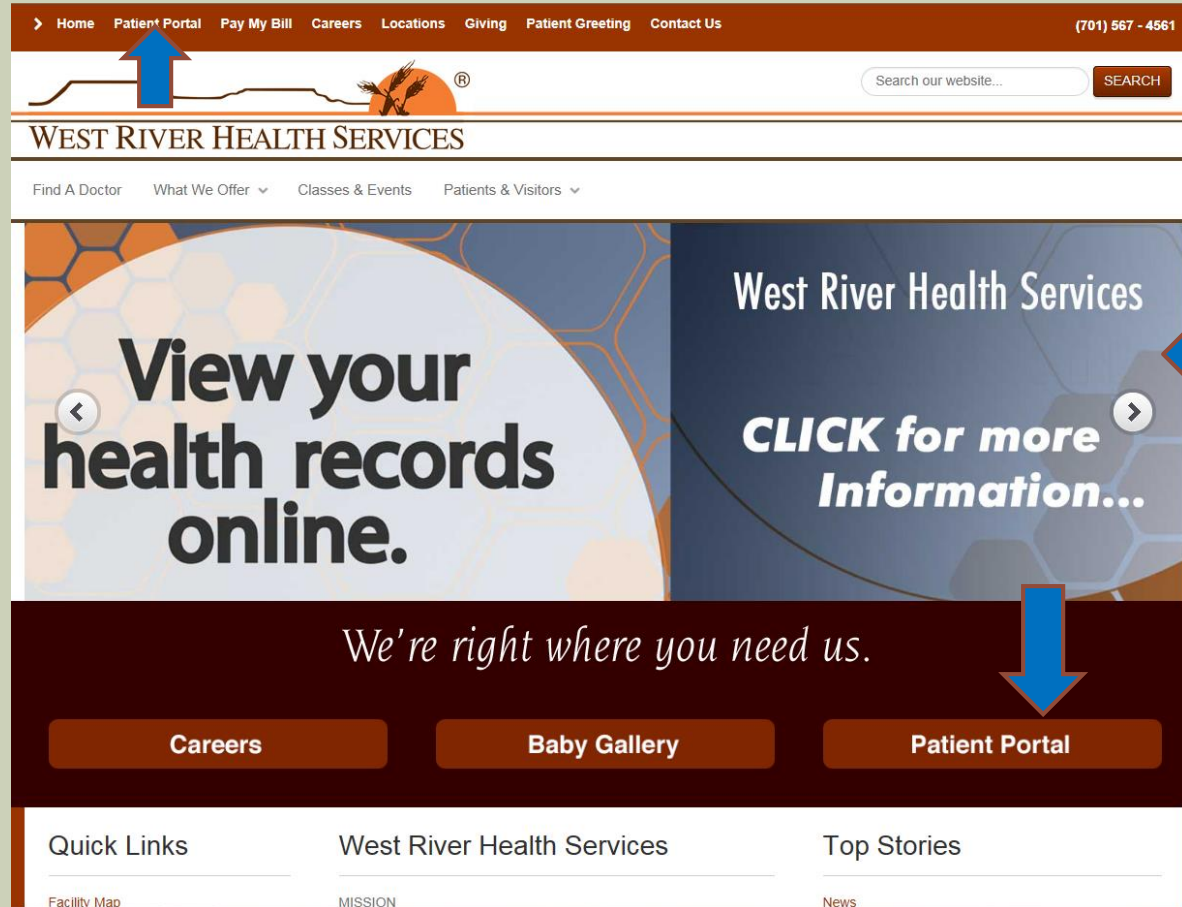 Home Patient Portal Pay My Bill Careers Locations Giving Patient Greeting Contact Us (701) 567 - 4561
®
Search our website... SEARCH
WEST RIVER HEALTH SERVICES
Find A Doctor What We Offer Classes & Events Patients & Visitors
View your
health records
online.
West River Health Services
CLICK for more
Information...
We're right where you need us.
Careers Baby Gallery Patient Portal
Quick Links West River Health Services Top Stories
Facility Map MISSION News